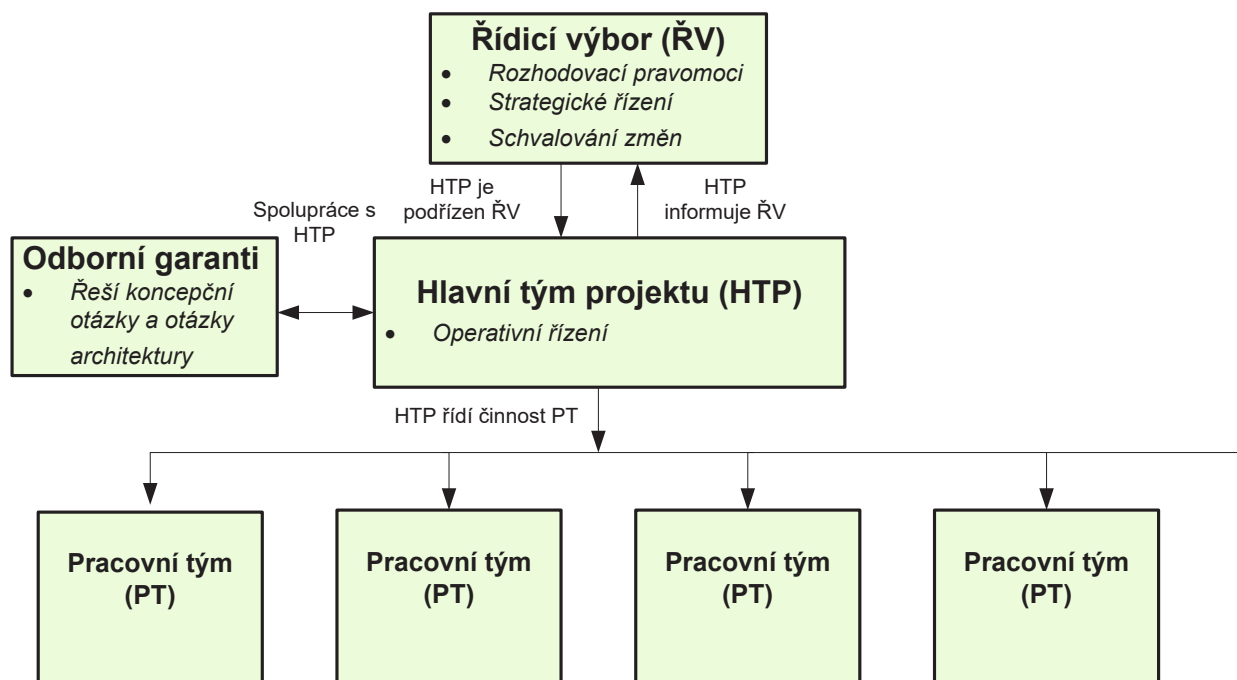 Řídicí výbor (ŘV)
• Rozhodovací pravomoci
• Strategické řízení
• Schvalování změn
HTP je
podřízen ŘV
HTP
informuje ŘV
Spolupráce s
HTP
Odborní garanti
• Řeší koncepční
otázky a otázky
architektury
Hlavní tým projektu (HTP)
• Operativní řízení
HTP řídí činnost PT
Pracovní tým
(PT)
Pracovní tým
(PT)
Pracovní tým
(PT)
Pracovní tým
(PT)